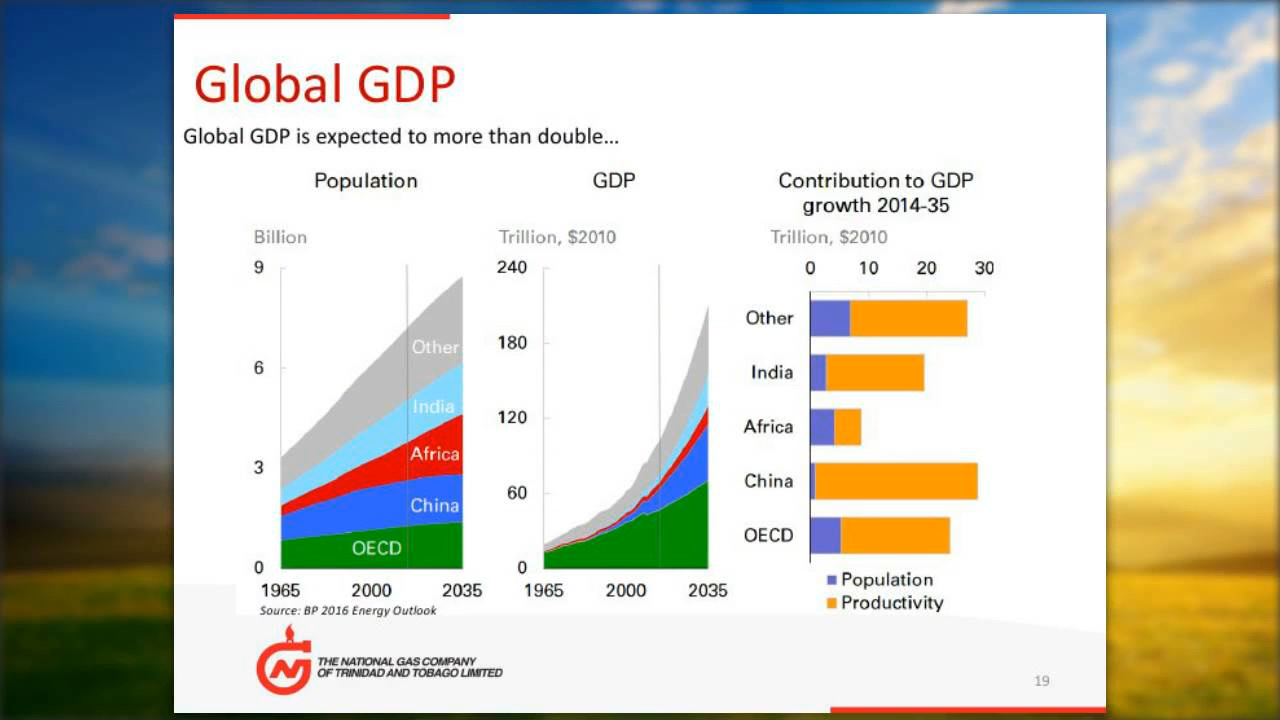 Global GDP
Global GDP is expected to more than double...
Population
Billion
9
6
3
0
Other
India
Africa
China
OECD
1965 2000 2035
GDP
Trillion, $2010
240
180
120
60
0
1965 2000 2035
Contribution to GDP
growth 2014-35
Trillion, $2010
0 10 20 30
Other
India
Africa
China
OECD
Population
Productivity
Source: BP 2016 Energy Outlook
THE NATIONAL GAS COMPANY
OF TRINIDAD AND TOBAGO LIMITED
19